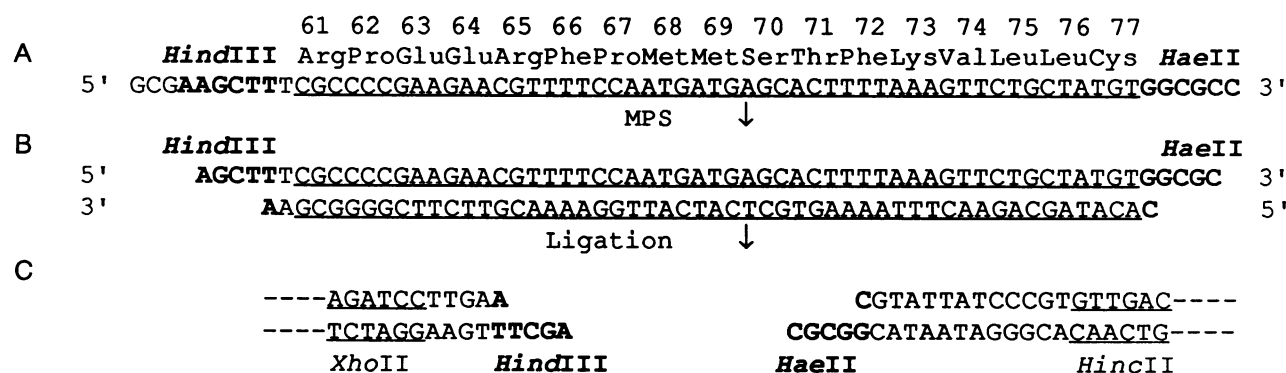 61 62 63 64 65 66 67 68 69 70 71 72 73 74 75 76 77
A HindIII ArgProGluGluArgPheProMetMetSerThrPheLysValLeuLeuCys HaeII
5' GCGAAGCTTTCGCCCCGAAGAACGTTTTCCAATGATGAGCACTTTTAAAGTTCTGCTATGTGGCGCC 3'
MPS ↓
B HindIII HaeII
5' AGCTTTCGCCCCGAAGAACGTTTTCCAATGATGAGCACTTTTAAAGTTCTGCTATGTGGCGC
3' AAGCGGGGCTTCTTGCAAAAGGTTACTACTCGTGAAAATTTCAAGACGATACAC 5'
Ligation ↓
C
----AGATCCTTGAA CGTATTATCCCGTGTTGAC----
----TCTAGGAAGTTTCGA CGCGGCATAATAGGGCACAACTG----
XhoII HindIII HaeII HincII